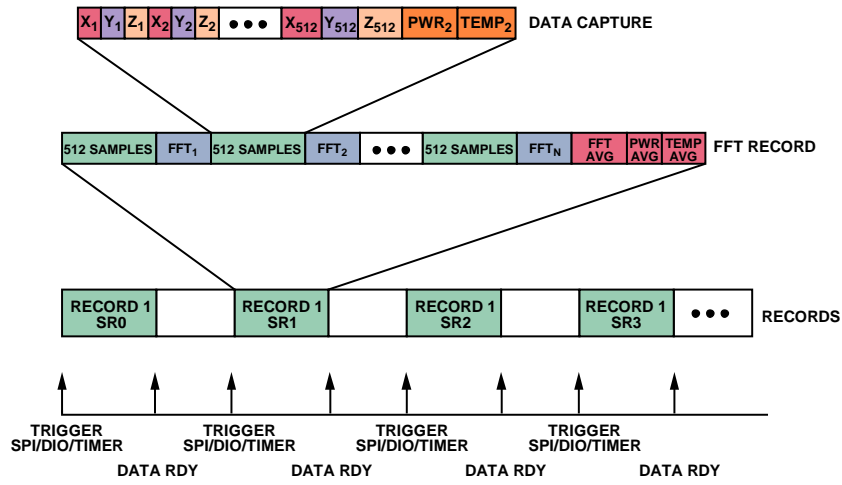 X1 Y1 Z1 X2 Y2 Z2 ••• X512 Y512 Z512 PWR2 TEMP2 DATA CAPTURE
512 SAMPLES FFT1 512 SAMPLES FFT2 ••• 512 SAMPLES FFTN FFT AVG PWR AVG TEMP AVG FFT RECORD
RECORD 1 RECORD 1 RECORD 1 RECORD 1
SR0 SR1 SR2 SR3 ••• RECORDS
TRIGGER TRIGGER TRIGGER TRIGGER
SPI/DIO/TIMER SPI/DIO/TIMER SPI/DIO/TIMER SPI/DIO/TIMER
DATA RDY DATA RDY DATA RDY DATA RDY